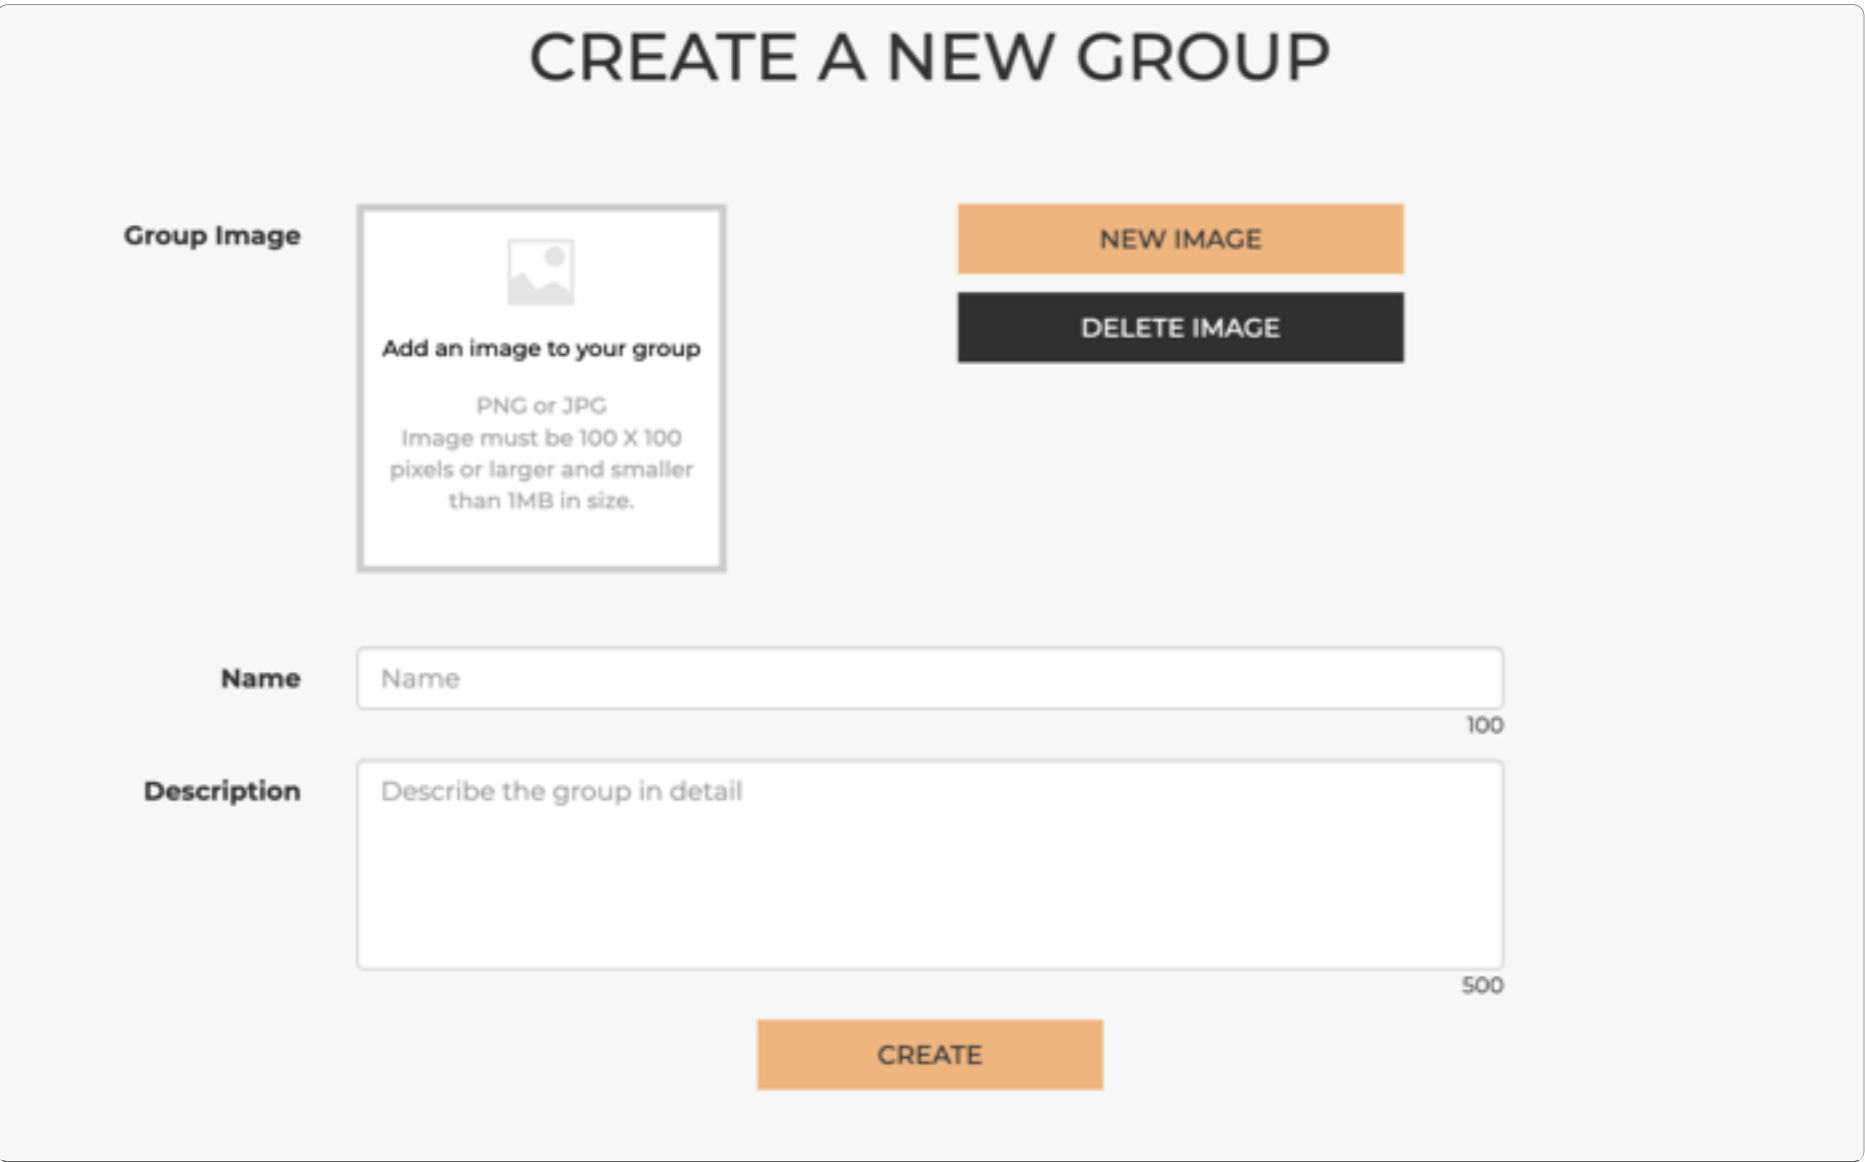 CREATE A NEW GROUP
Group Image
Add an image to your group
PNG or JPG
Image must be 100 X 100
pixels or larger and smaller
than 1MB in size.
NEW IMAGE
DELETE IMAGE
Name
Name
100
Description
Describe the group in detail
500
CREATE